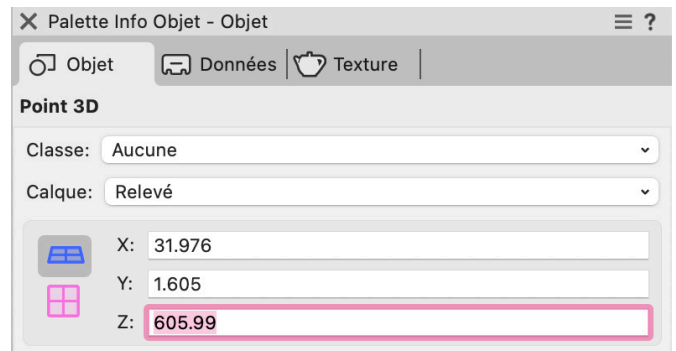 Palette Info Objet - Objet ?
Objet Données Texture
Point 3D
Classe: Aucune
Calque: Relevé
X: 31.976
Y: 1.605
Z: 605.99